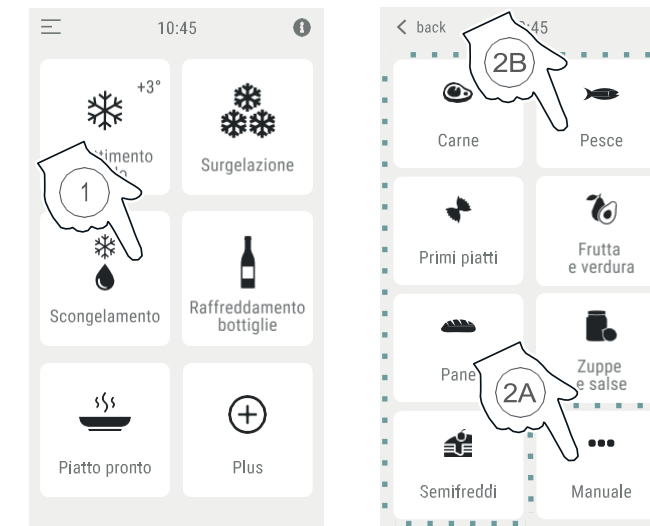 10:45
+3°
Surgelazione
1
Scongelamento
Raffreddamento
bottiglie
Piatto pronto
Plus
back
2B
Carne
Pesce
Primi piatti
Frutta
e verdura
Pane
Zuppe
e salse
2A
Semifreddi
Manuale